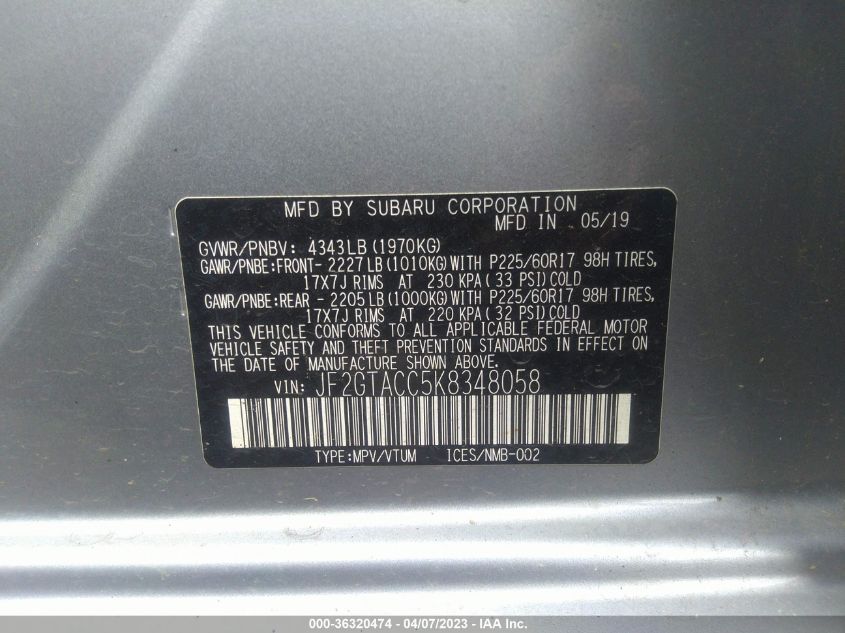 MFD BY SUBARU CORPORATION
MFD IN 05/19
GVWR/PNBV: 4343LB (1970KG)
GAWR/PNBE:FRONT- 2227LB (1010KG)WITH P225/60R17 98H TIRES,
17X7J RIMS AT 230 KPA (33 PSI)COLD
GAWR/PNBE:REAR - 2205LB (1000KG)WITH P225/60R17 98H TIRES,
17X7J RIMS AT 220 KPA (32 PSI)COLD
THIS VEHICLE CONFORMS TO ALL APPLICABLE FEDERAL MOTOR
VEHICLE SAFETY AND THEFT PREVENTION STANDARDS IN EFFECT ON
THE DATE OF MANUFACTURE SHOWN ABOVE.
VIN: JF2GTACC5K8348058
TYPE:MPV/VTUM ICES/NMB-002
000-36320474 - 04/07/2023 - IAA Inc.